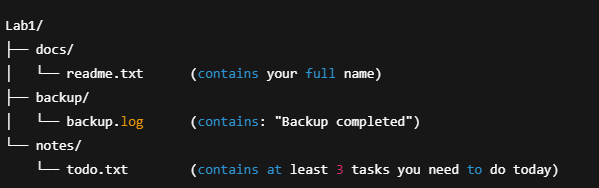 Lab1/
├── docs/
│   └── readme.txt      (contains your full name)
├── backup/
│   └── backup.log      (contains: "Backup completed")
└── notes/
    └── todo.txt        (contains at least 3 tasks you need to do today)